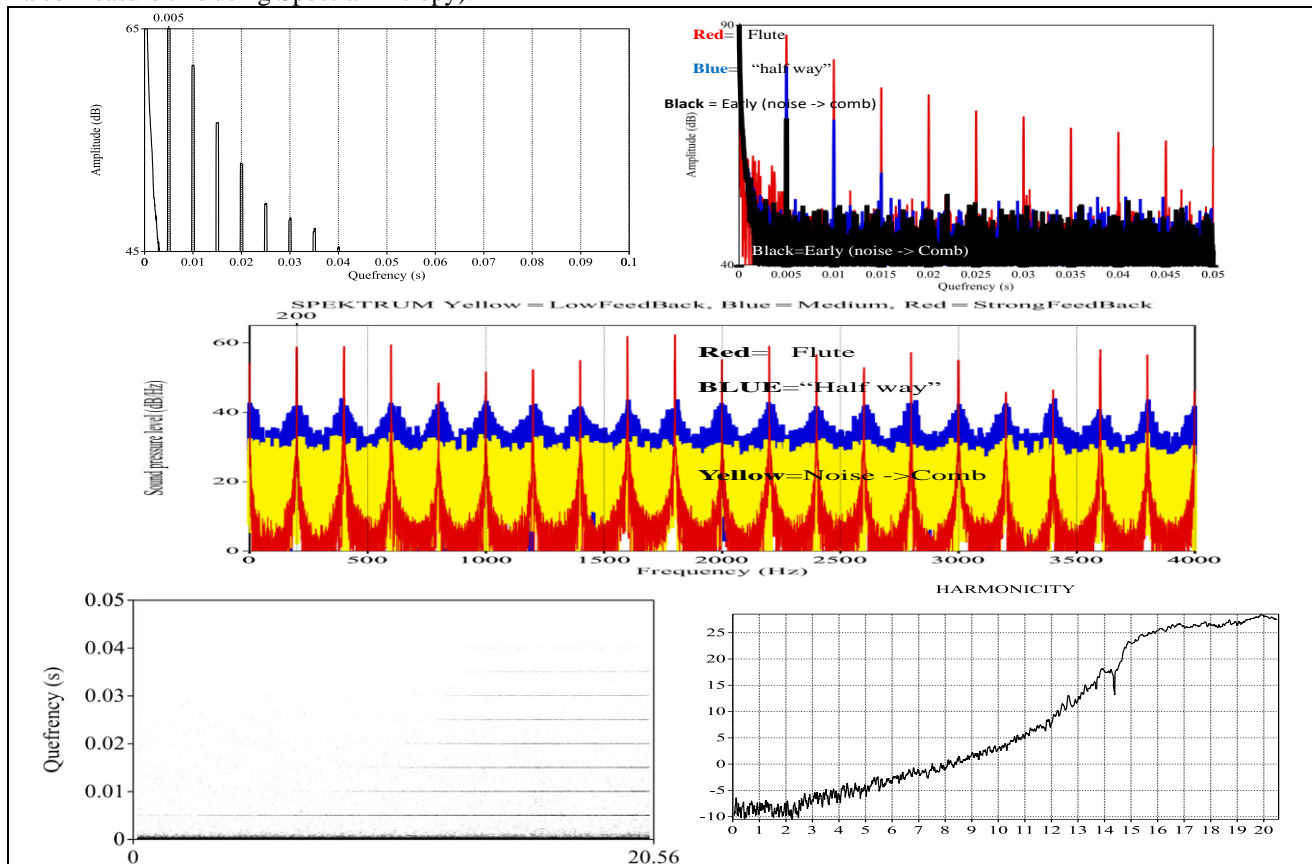 0.005
65
Amplitude (dB)
45
0 0.01 0.02 0.03 0.04 0.05 0.06 0.07 0.08 0.09 0.1
Quefrency (s)
90
Red= Flute
Blue= “half way”
Black = Early (noise -> comb)
Amplitude (dB)
Black=Early (noise -> Comb)
40
0 0.005 0.01 0.015 0.02 0.025 0.03 0.035 0.04 0.045 0.05
Quefrency (s)
SPEKTRUM Yellow=LowFeedBack, Blue=Medium, Red=StrongFeedBack
200
60
Red= Flute
BLUE=“Half way”
40
Sound pressure level (dB/Hz)
Yellow=Noise ->Comb
20
0
0 500 1000 1500 2000 2500 3000 3500 4000
Frequency (Hz)
0.05
0.04
0.03
Quefrency (s)
0.02
0.01
0
0 20.56
HARMONICITY
25
20
15
10
5
0
-5
-10
0 1 2 3 4 5 6 7 8 9 10 11 12 13 14 15 16 17 18 19 20